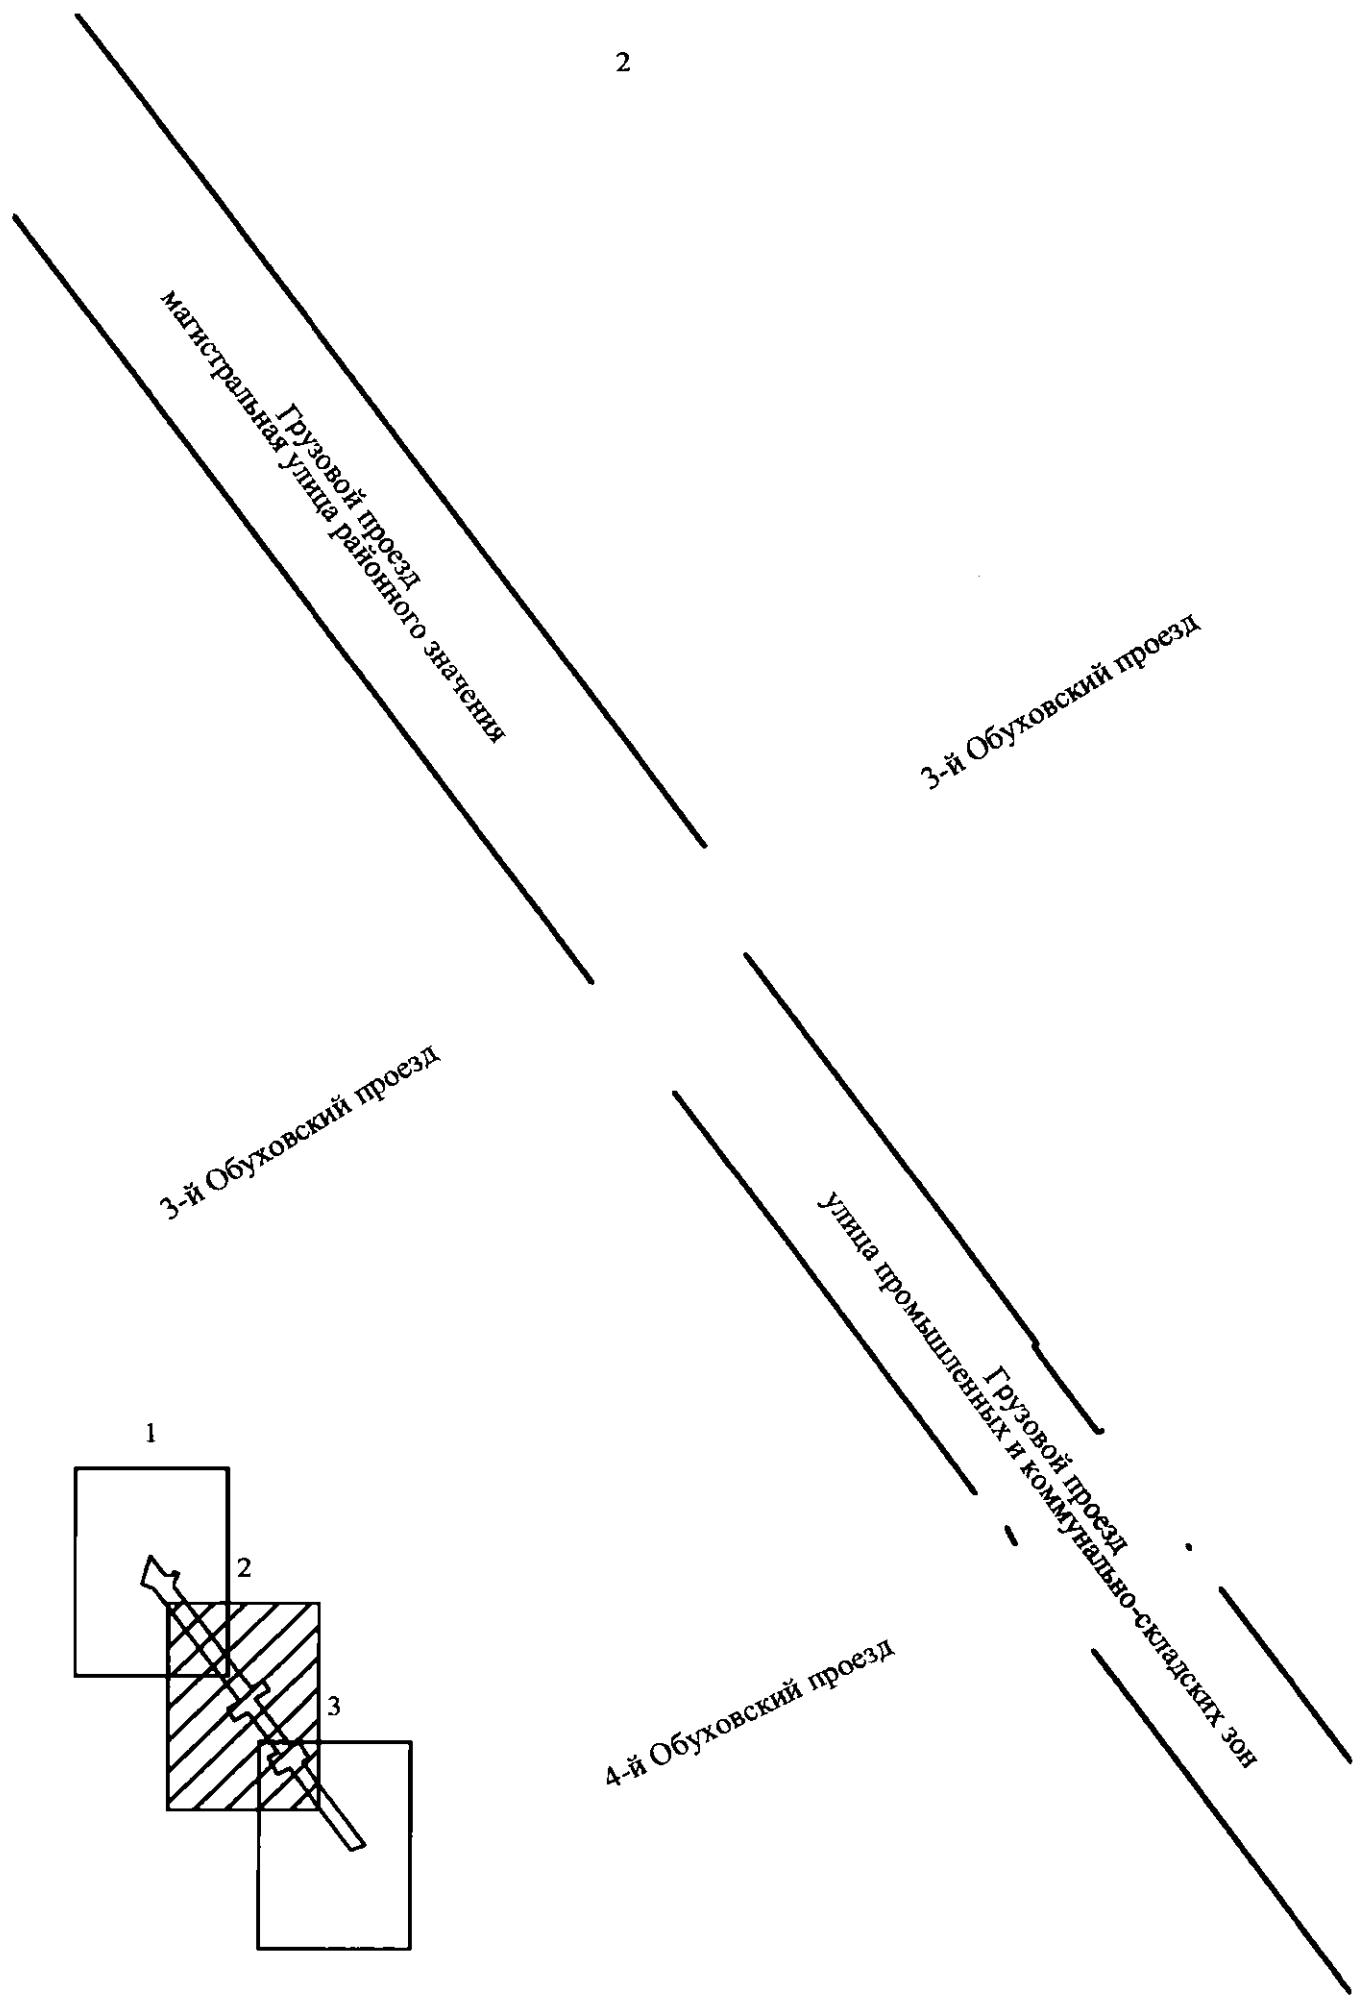 2
Грузовой проезд
магистральная улица районного значения
3-й Обуховский проезд
3-й Обуховский проезд
Грузовой проезд
улица промышленных и коммунально-складских зон
4-й Обуховский проезд
1
2
3